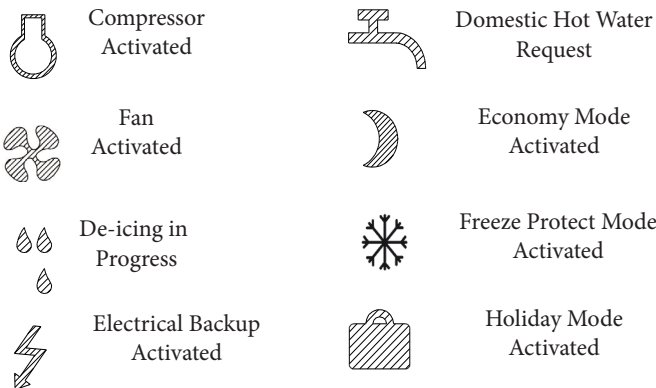 Compressor
Activated
Domestic Hot Water
Request
Fan
Activated
Economy Mode
Activated
De-icing in
Progress
Freeze Protect Mode
Activated
Electrical Backup
Activated
Holiday Mode
Activated